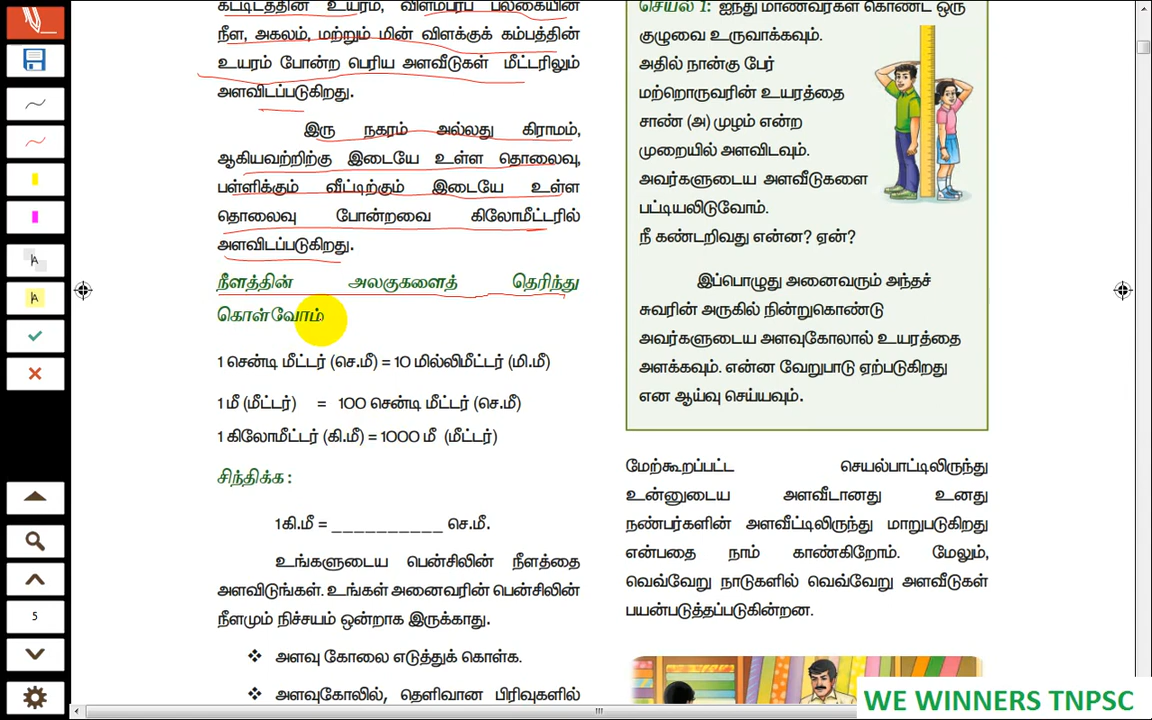 கட்டிடத்தின் உயரம், விளம்பரப் பலகையின்
நீள, அகலம், மற்றும் மின் விளக்குக் கம்பத்தின்
உயரம் போன்ற பெரிய அளவீடுகள் மீட்டரிலும்
அளவிடப்படுகிறது.
இரு நகரம் அல்லது கிராமம்,
ஆகியவற்றிற்கு இடையே உள்ள தொலைவு,
பள்ளிக்கும் வீட்டிற்கும் இடையே உள்ள
தொலைவு போன்றவை கிலோமீட்டரில்
அளவிடப்படுகிறது.
நீளத்தின் அலகுகளைத் தெரிந்து
கொள்வோம்
1 சென்டி மீட்டர் (செ.மீ) = 10 மில்லிமீட்டர் (மி.மீ)
1 மீ (மீட்டர்) = 100 சென்டி மீட்டர் (செ.மீ)
1 கிலோமீட்டர் (கி.மீ) = 1000 மீ (மீட்டர்)
சிந்திக்க :
1கி.மீ = __________ செ.மீ.
உங்களுடைய பென்சிலின் நீளத்தை
அளவிடுங்கள். உங்கள் அனைவரின் பென்சிலின்
நீளமும் நிச்சயம் ஒன்றாக இருக்காது.
❖ அளவு கோலை எடுத்துக் கொள்க.
❖ அளவுகோலில், தெளிவான பிரிவுகளில்
செயல் 1: ஐந்து மாணவர்கள் கொண்ட ஒரு
குழுவை உருவாக்கவும்.
அதில் நான்கு பேர்
மற்றொருவரின் உயரத்தை
சாண் (அ) முழம் என்ற
முறையில் அளவிடவும்.
அவர்களுடைய அளவீடுகளை
பட்டியலிடுவோம்.
நீ கண்டறிவது என்ன? ஏன்?
இப்பொழுது அனைவரும் அந்தச்
சுவரின் அருகில் நின்றுகொண்டு
அவர்களுடைய அளவுகோலால் உயரத்தை
அளக்கவும். என்ன வேறுபாடு ஏற்படுகிறது
என ஆய்வு செய்யவும்.
மேற்கூறப்பட்ட செயல்பாட்டிலிருந்து
உன்னுடைய அளவீடானது உனது
நண்பர்களின் அளவீட்டிலிருந்து மாறுபடுகிறது
என்பதை நாம் காண்கிறோம். மேலும்,
வெவ்வேறு நாடுகளில் வெவ்வேறு அளவீடுகள்
பயன்படுத்தப்படுகின்றன.
5
WE WINNERS TNPSC